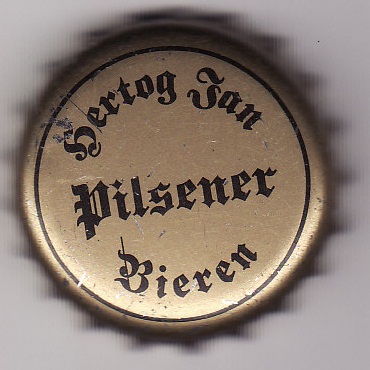 Hertog Jan
Pilsener
Bieren